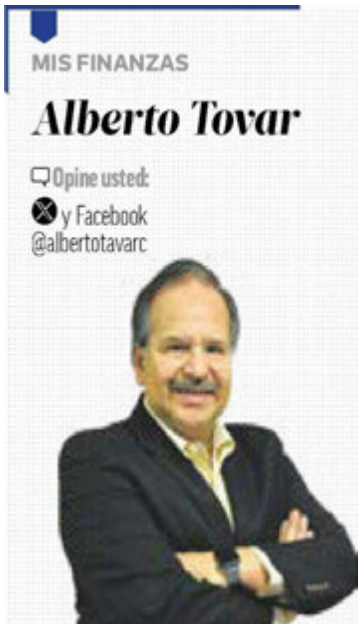 MIS FINANZAS
Alberto Tovar
Opine usted:
y Facebook
@albertotavarc